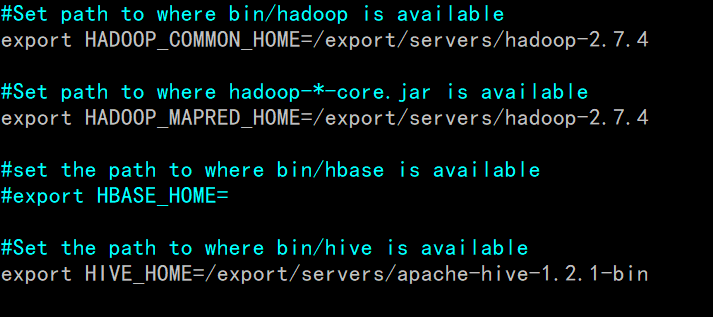 #Set path to where bin/hadoop is available
export HADOOP_COMMON_HOME=/export/servers/hadoop-2.7.4
#Set path to where hadoop-*-core.jar is available
export HADOOP_MAPRED_HOME=/export/servers/hadoop-2.7.4
#set the path to where bin/hbase is available
#export HBASE_HOME=
#Set the path to where bin/hive is available
export HIVE_HOME=/export/servers/apache-hive-1.2.1-bin